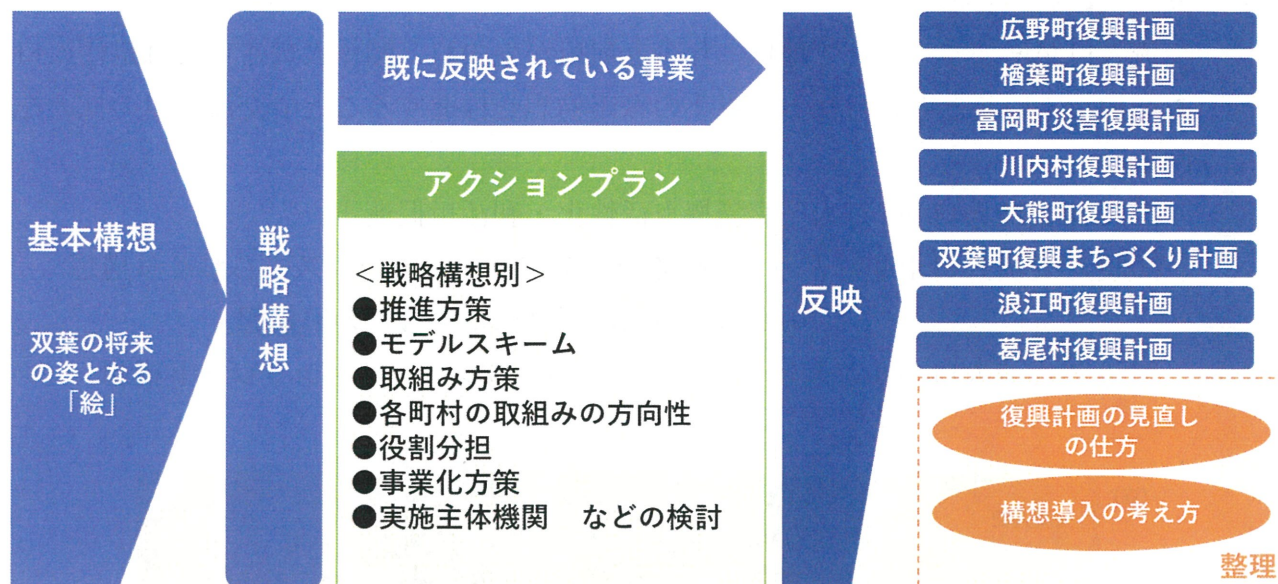 基本構想
双葉の将来
の姿となる
「絵」
戦略構想
既に反映されている事業
アクションプラン
＜戦略構想別＞
●推進方策
●モデルスキーム
●取組み方策
●各町村の取組みの方向性
●役割分担
●事業化方策
●実施主体機関　などの検討
反映
広野町復興計画
楢葉町復興計画
富岡町災害復興計画
川内村復興計画
大熊町復興計画
双葉町復興まちづくり計画
浪江町復興計画
葛尾村復興計画
復興計画の見直し
の仕方
構想導入の考え方
整理